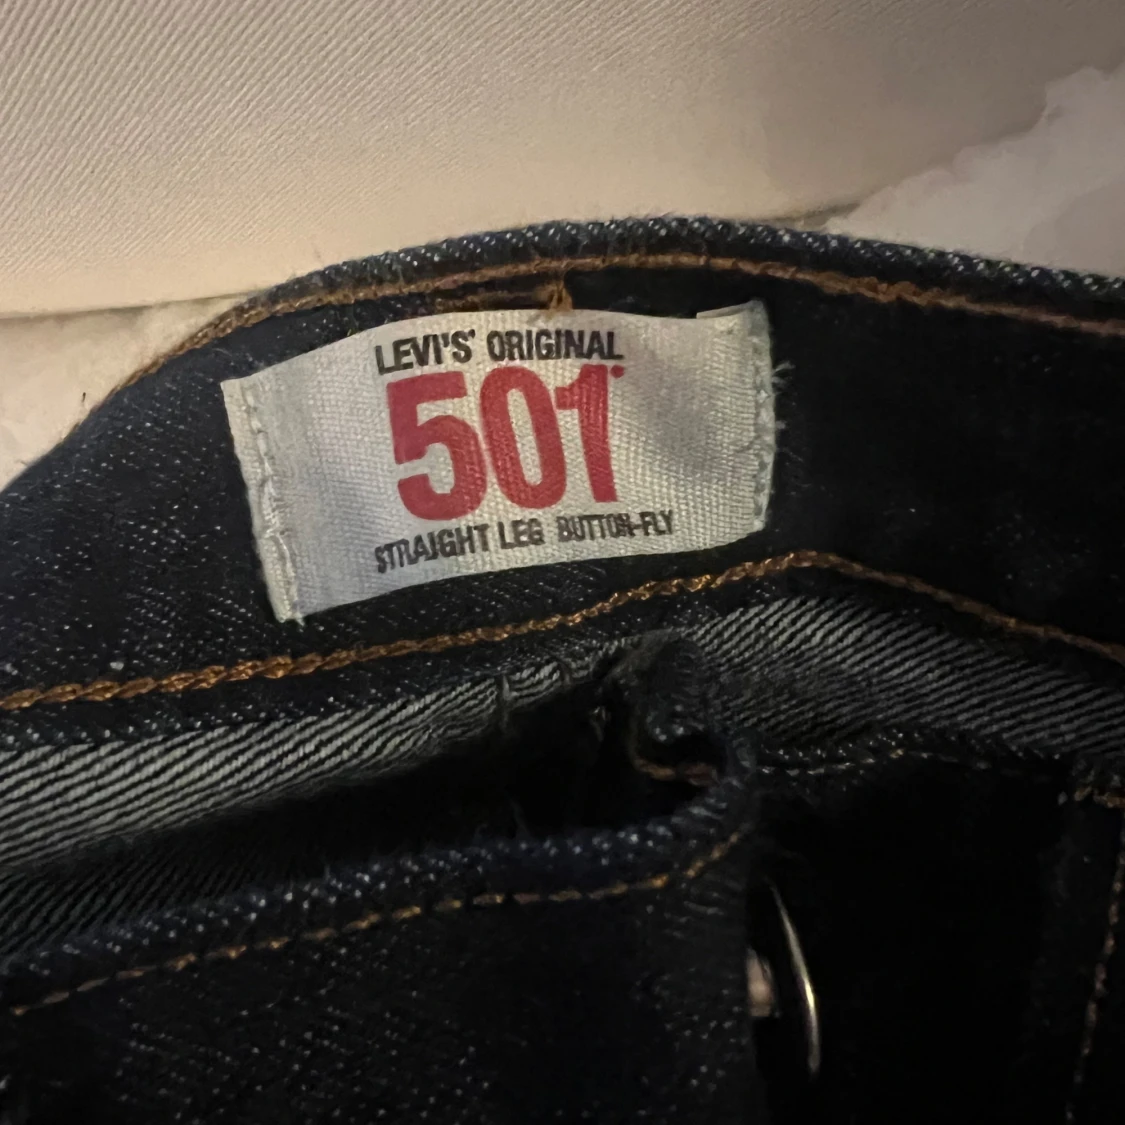 LEVI'S® ORIGINAL
501®
STRAIGHT LEG BUTTON-FLY